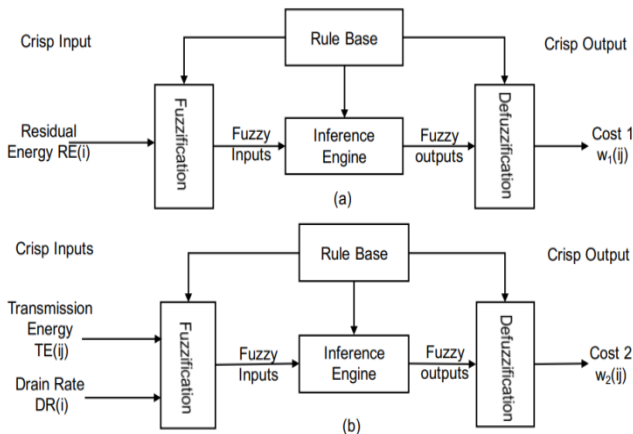 Crisp Input
Rule Base
Crisp Output
Residual
Energy RE(i)
Fuzzification
Fuzzy
Inputs
Inference
Engine
Fuzzy
outputs
Defuzzification
Cost 1
w₁(ij)
(a)
Crisp Inputs
Rule Base
Crisp Output
Transmission
Energy
TE(ij)
Drain Rate
DR(i)
Fuzzification
Fuzzy
Inputs
Inference
Engine
Fuzzy
outputs
Defuzzification
Cost 2
w₂(ij)
(b)